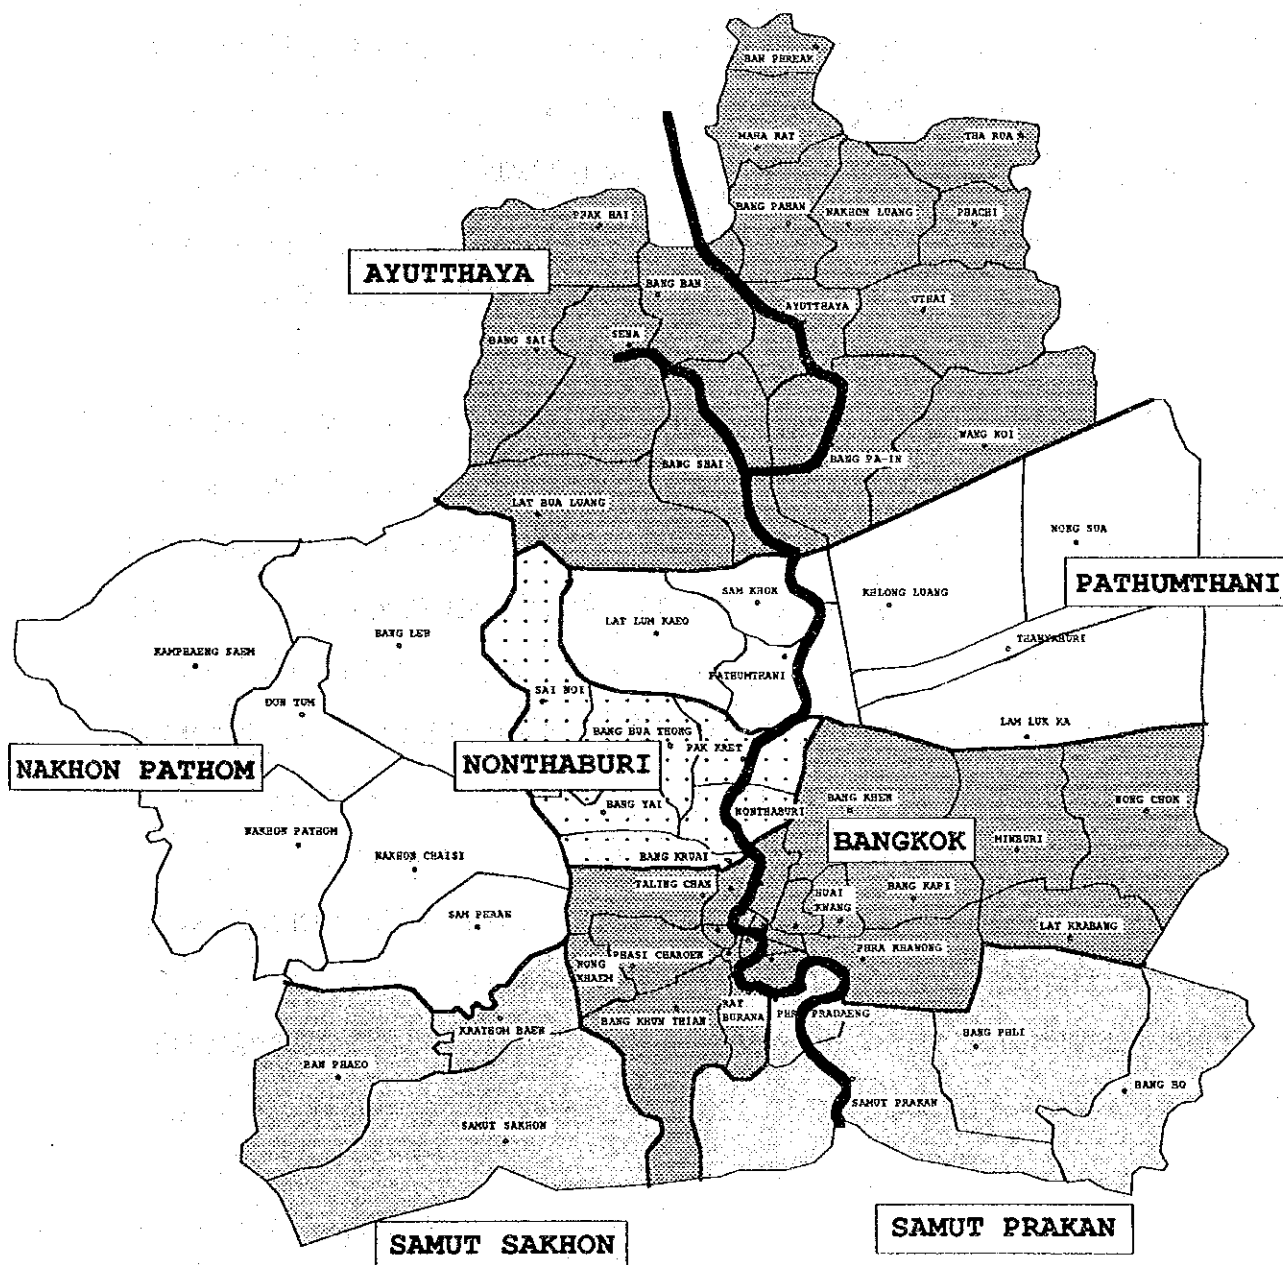 BAN PHREAK
MAHA RAT
THA RUA
PHAK HAI
BANG PAHAN
NAKHON LUANG
PHACHI
AYUTTHAYA
BANG BAN
AYUTTHAYA
UTHAI
SENA
BANG SAI
WANG NOI
BANG SHAI
BANG PA-IN
LAT BUA LUANG
NONG SUA
PATHUMTHANI
SAM KHOK
KHLONG LUANG
LAT LUM KAEO
BANG LEN
THANYABURI
KAMPHAENG SAEM
PATHUMTHANI
SAI NOI
DON TUM
LAM LUK KA
BANG BUA THONG
PAK KRET
NAKHON PATHOM
NONTHABURI
BANG YAI
NONTHABURI
BANG KHEN
NONG CHOK
NAKHON PATHOM
BANGKOK
MINBURI
NAKHON CHAISI
BANG KRUAI
TALING CHAN
HUAI
KWANG
BANG KAPI
SAM PHRAN
LAT KRABANG
PHASI CHAROEN
PHRA KHANONG
NONG
KHAEM
RAT
BURANA
BANG KHUN THIAN
PHRA PRADAENG
KRATHOM BAEN
BANG PHLI
BAN PHAEO
BANG BO
SAMUT PRAKAN
SAMUT SAKHON
SAMUT PRAKAN
SAMUT SAKHON